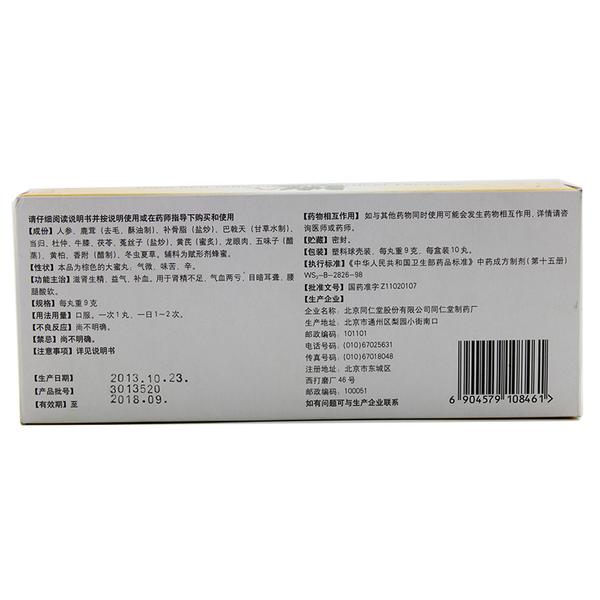 请仔细阅读说明书并按说明使用或在药师指导下购买和使用
【成份】人参、鹿茸（去毛、酥油制）、补骨脂（盐炒）、巴戟天（甘草水制）、
当归、杜仲、牛膝、茯苓、菟丝子（盐炒）、黄芪（蜜炙）、龙眼肉、五味子（醋
蒸）、黄柏、香附（醋制）、冬虫夏草。辅料为赋形剂蜂蜜。
【性状】本品为棕色的大蜜丸；气微，味苦、辛。
【功能主治】滋肾生精，益气、补血。用于肾精不足，气血两亏，目暗耳聋，腰
腿酸软。
【规格】每丸重9克
【用法用量】口服。一次1丸，一日1~2次。
【不良反应】尚不明确。
【禁忌】尚不明确。
【注意事项】详见说明书
【生产日期】 2013.10.23.
【产品批号】 3013520
【有效期】至 2018.09.
【药物相互作用】如与其他药物同时使用可能会发生药物相互作用，详情请咨
询医师或药师。
【贮藏】密封。
【包装】塑料球壳装，每丸重9克，每盒装10丸。
【执行标准】《中华人民共和国卫生部药品标准》中药成方制剂（第十五册）
WS₃-B-2826-98
【批准文号】国药准字Z11020107
【生产企业】
企业名称：北京同仁堂股份有限公司同仁堂制药厂
生产地址：北京市通州区梨园小街南口
邮政编码：101101
电话号码：(010)67025631
传真号码：(010)67018048
注册地址：北京市东城区
西打磨厂46号
邮政编码：100051
如有问题可与生产企业联系
6 904579 108461>